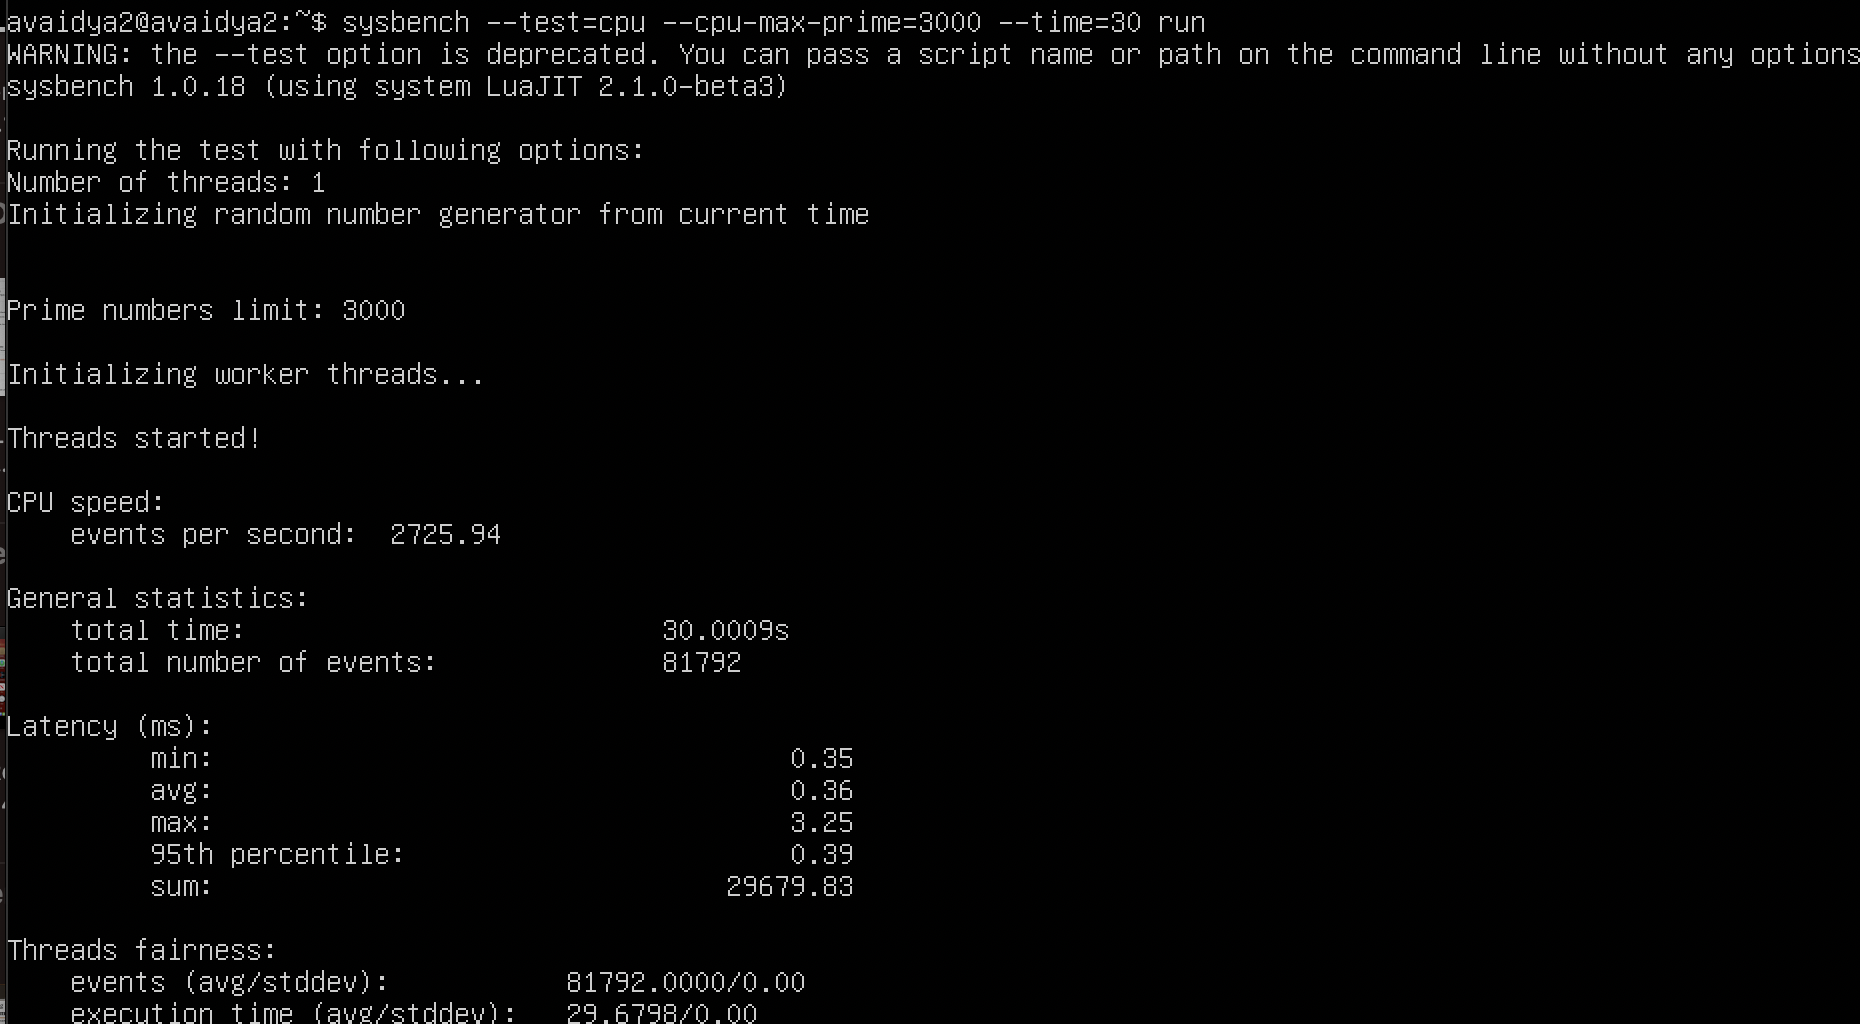 avaidya2@avaidya2:~$ sysbench --test=cpu --cpu-max-prime=3000 --time=30 run
WARNING: the --test option is deprecated. You can pass a script name or path on the command line without any options
sysbench 1.0.18 (using system LuaJIT 2.1.0-beta3)
Running the test with following options:
Number of threads: 1
Initializing random number generator from current time
Prime numbers limit: 3000
Initializing worker threads...
Threads started!
CPU speed:
events per second: 2725.94
General statistics:
total time: 30.0009s
total number of events: 81792
Latency (ms):
min: 0.35
avg: 0.36
max: 3.25
95th percentile: 0.39
sum: 29679.83
Threads fairness:
events (avg/stddev): 81792.0000/0.00
execution time (avg/stddev): 29.6798/0.00